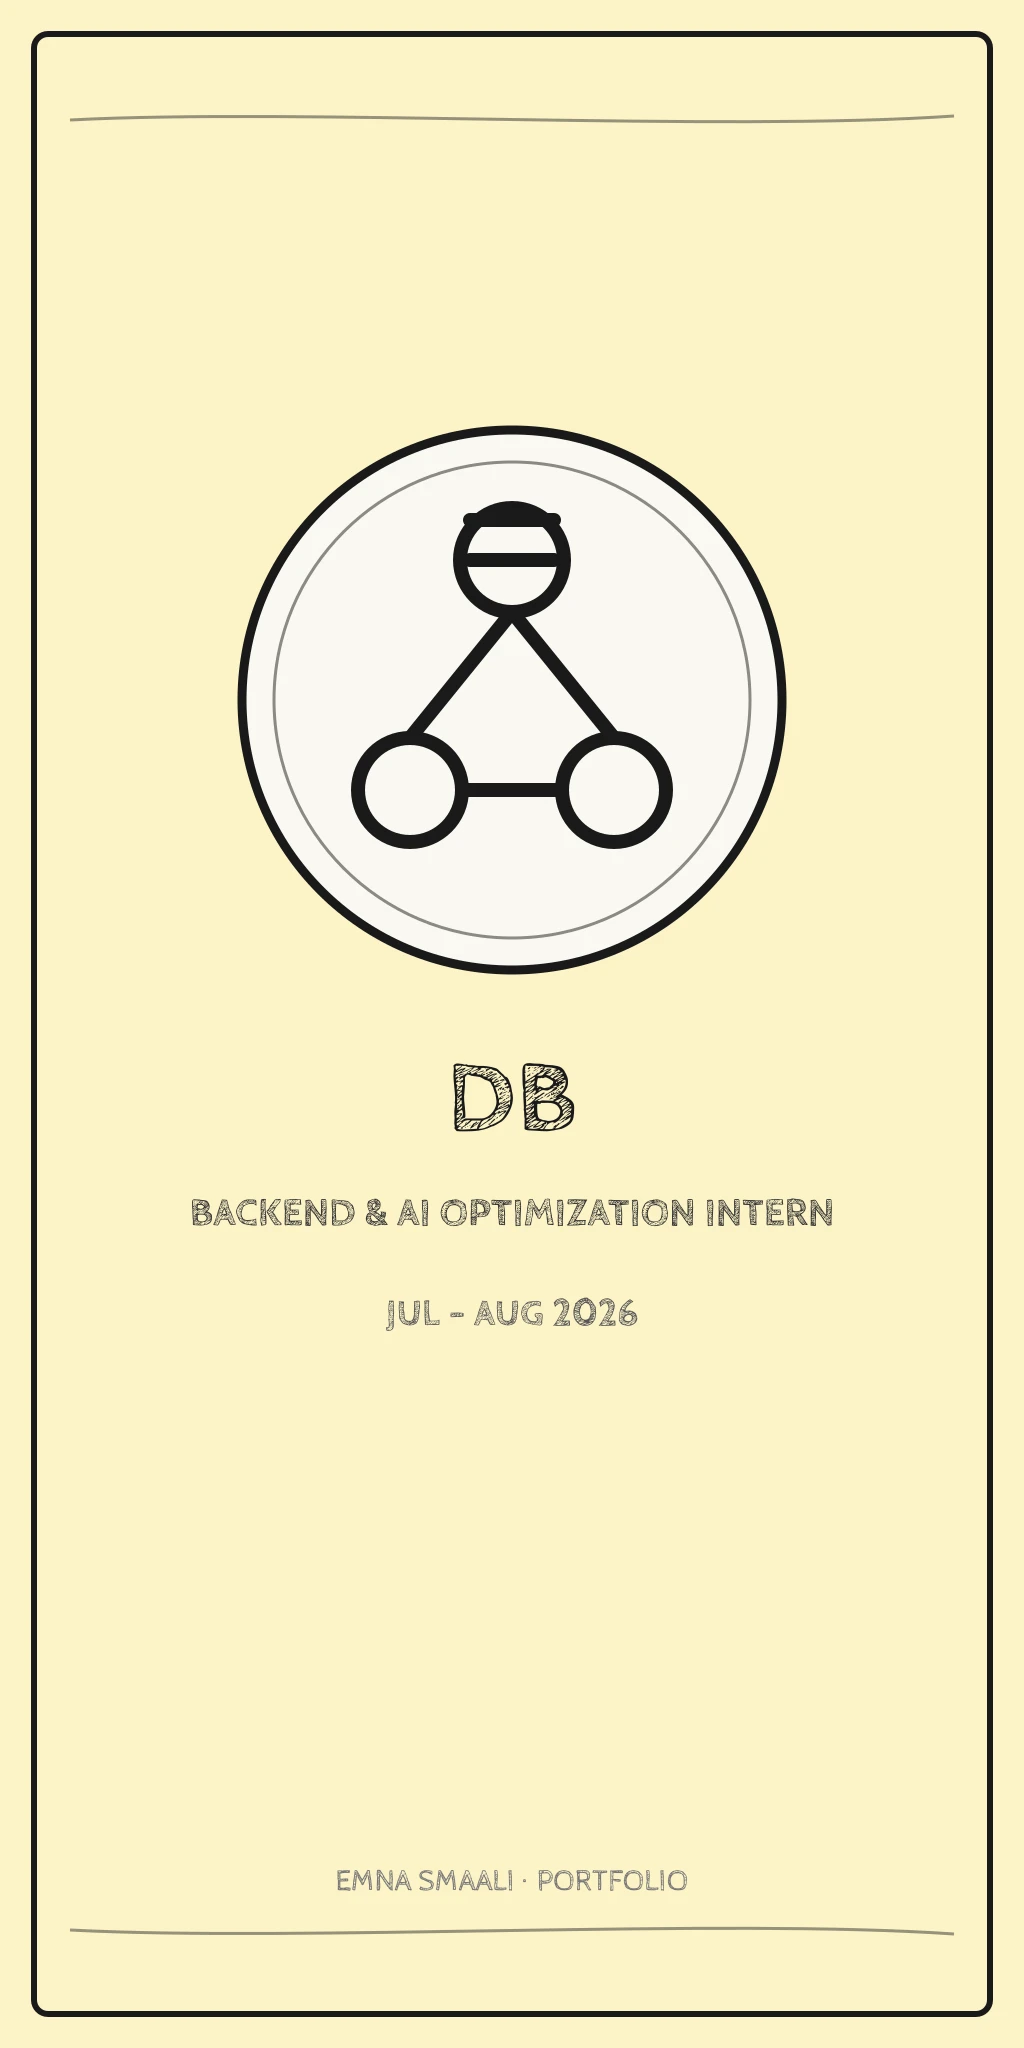 DB
BACKEND & AI OPTIMIZATION INTERN
JUL – AUG 2026
EMNA SMAALI · PORTFOLIO